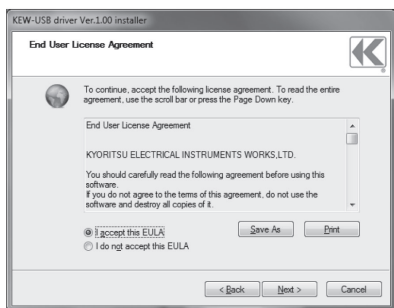 KEW-USB driver Ver.1.00 installer
End User License Agreement
To continue, accept the following license agreement. To read the entire
agreement, use the scroll bar or press the Page Down key.
End User License Agreement
KYORITSU ELECTRICAL INSTRUMENTS WORKS,LTD.
You should carefully read the following agreement before using this
software.
If you do not agree to the terms of this agreement, do not use the
software and destroy all copies of it.
I accept this EULA
I do not accept this EULA
Save As Print
< Back Next > Cancel